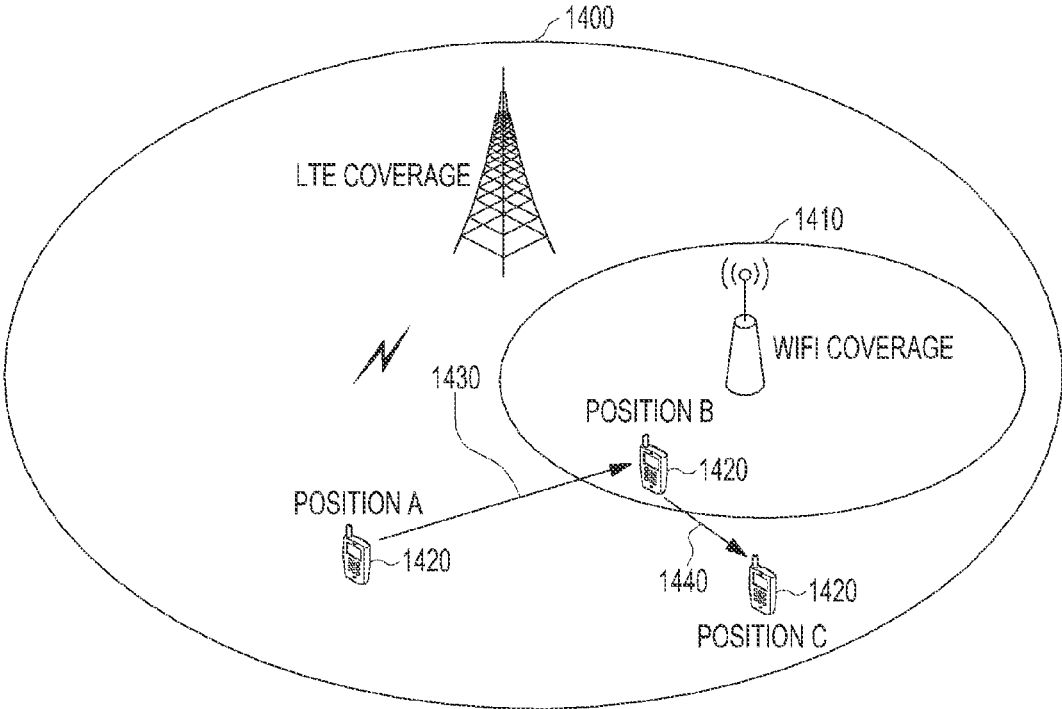 1400
LTE COVERAGE
1410
WIFI COVERAGE
1430
POSITION B
1420
POSITION A
1420
1440
1420
POSITION C